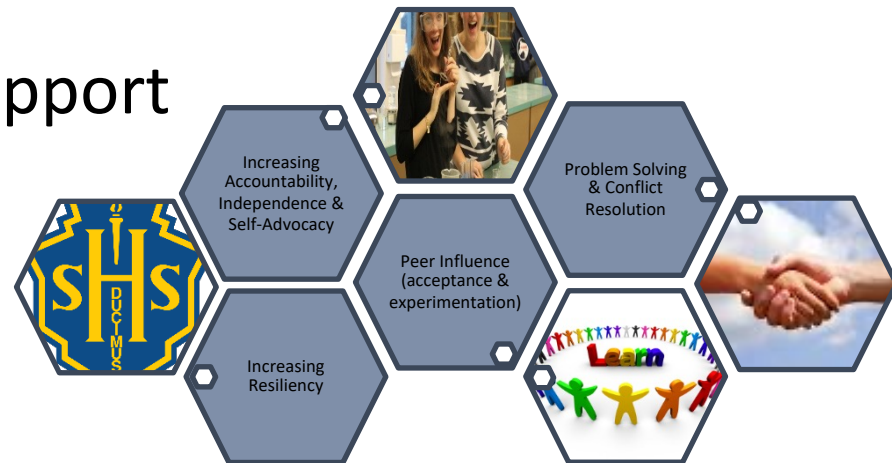 pport
Increasing
Accountability,
Independence &
Self-Advocacy
Problem Solving
& Conflict
Resolution
Peer Influence
(acceptance &
experimentation)
SHS
DUCIMUS
Increasing
Resiliency
Learn